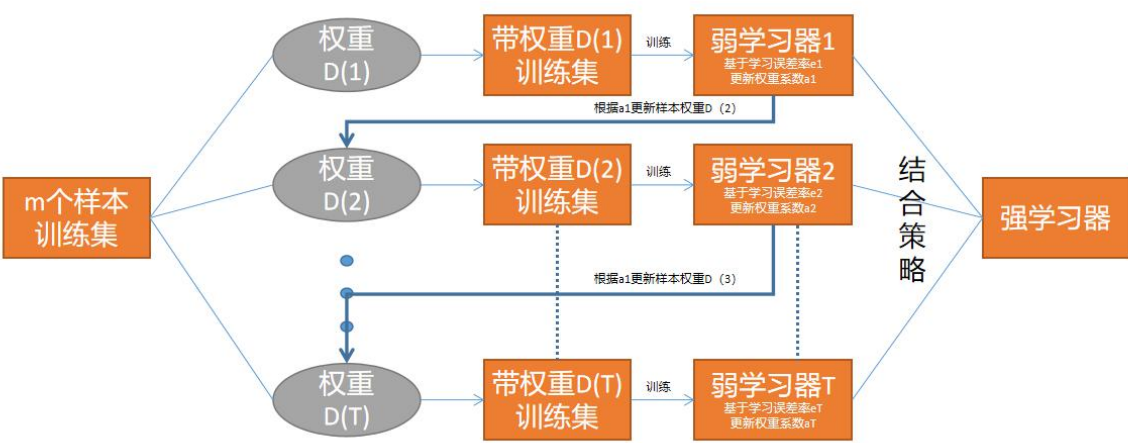 权重
D(1)
带权重D(1)
训练集
训练
弱学习器1
基于学习误差率e1
更新权重系数a1
根据a1更新样本权重D（2）
m个样本
训练集
权重
D(2)
带权重D(2)
训练集
训练
弱学习器2
基于学习误差率e2
更新权重系数a2
结合策略
强学习器
根据a1更新样本权重D（3）
权重
D(T)
带权重D(T)
训练集
训练
弱学习器T
基于学习误差率eT
更新权重系数aT